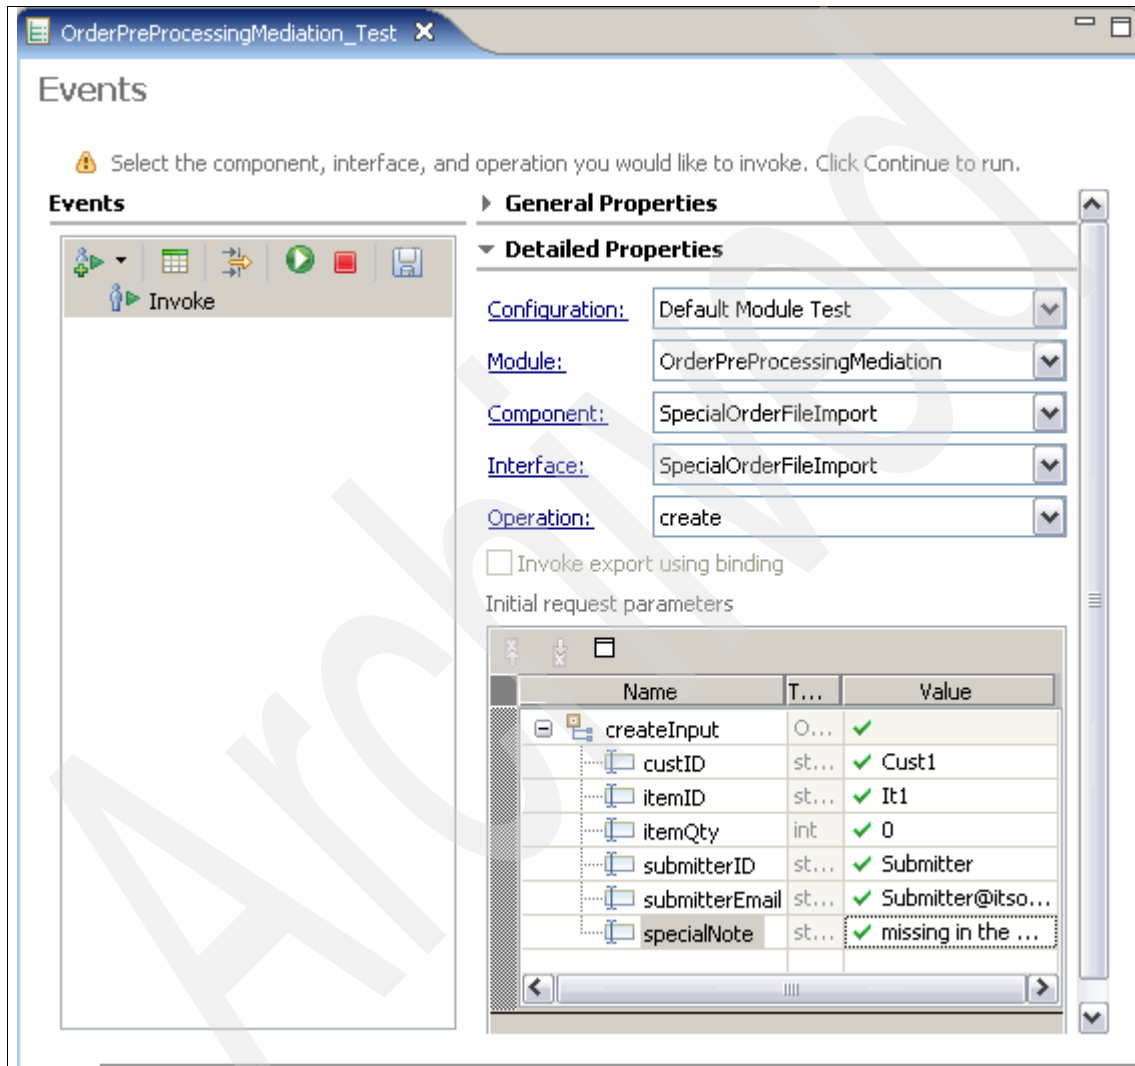 OrderPreProcessingMediation_Test
Events
Select the component, interface, and operation you would like to invoke. Click Continue to run.
Events
General Properties
Invoke
Detailed Properties
Configuration: Default Module Test
Module: OrderPreProcessingMediation
Component: SpecialOrderFileImport
Interface: SpecialOrderFileImport
Operation: create
Invoke export using binding
Initial request parameters
Name T... Value
createInput O...
custID st... Cust1
itemID st... It1
itemQty int 0
submitterID st... Submitter
submitterEmail st... Submitter@itso...
specialNote st... missing in the ...
Archived